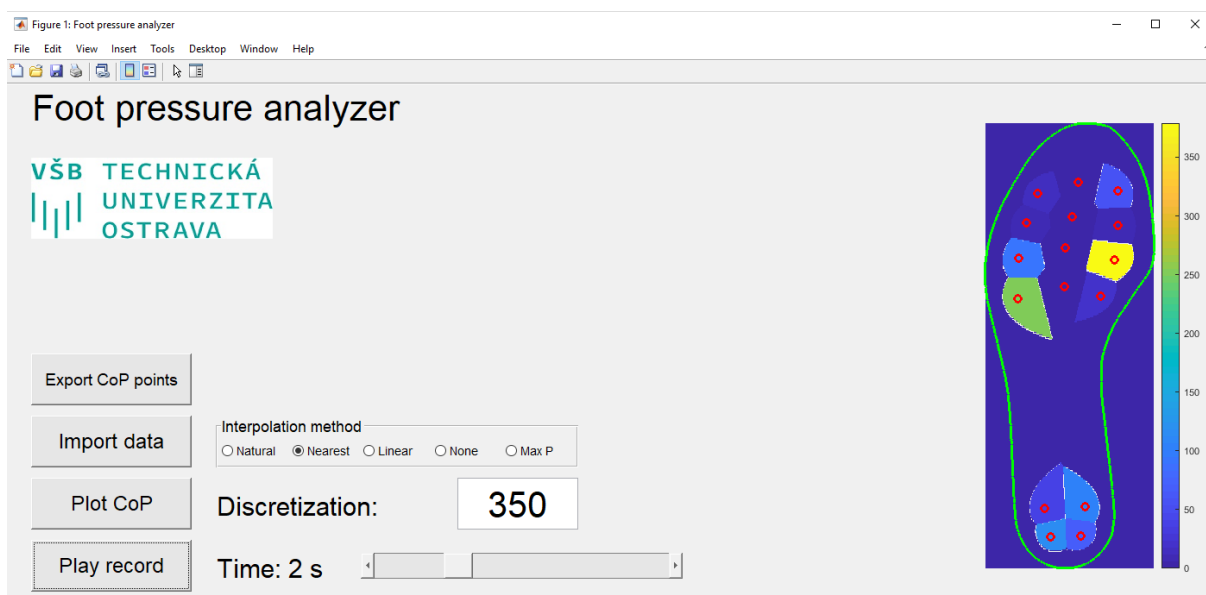 Figure 1: Foot pressure analyzer
File Edit View Insert Tools Desktop Window Help
Foot pressure analyzer
VŠB TECHNICKÁ
UNIVERZITA
OSTRAVA
Export CoP points
Import data
Interpolation method
Natural Nearest Linear None Max P
Plot CoP
Discretization: 350
Play record
Time: 2 s
350
300
250
200
150
100
50
0